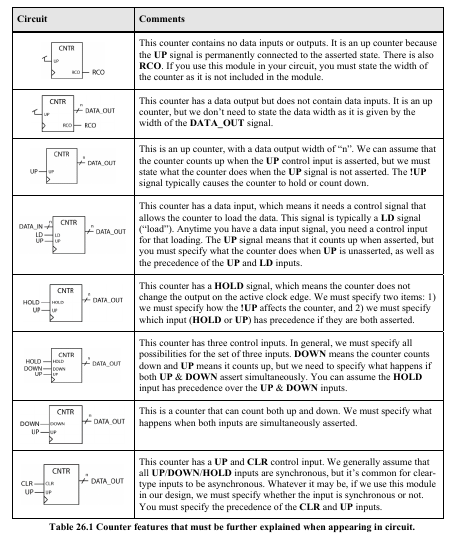 Circuit Comments
CNTR
UP
RCO RCO
This counter contains no data inputs or outputs. It is an up counter because
the UP signal is permanently connected to the asserted state. There is also
RCO. If you use this module in your circuit, you must state the width of
the counter as it is not included in the module.
CNTR
UP
n
DATA_OUT
RCO RCO
This counter has a data output but does not contain data inputs. It is an up
counter, but we don't need to state the data width as it is given by the
width of the DATA_OUT signal.
CNTR
n
DATA_OUT
UP UP
This is an up counter, with a data output width of "n". We can assume that
the counter counts up when the UP control input is asserted, but we must
state what the counter does when the UP signal is not asserted. The !UP
signal typically causes the counter to hold or count down.
CNTR
DATA_IN
n
LD LD
UP UP
n
DATA_OUT
This counter has a data input, which means it needs a control signal that
allows the counter to load the data. This signal is typically a LD signal
("load"). Anytime you have a data input signal, you need a control input
for that loading. The UP signal means that it counts up when asserted, but
you must specify what the counter does when UP is unasserted, as well as
the precedence of the UP and LD inputs.
CNTR
HOLD HOLD
UP UP
n
DATA_OUT
This counter has a HOLD signal, which means the counter does not
change the output on the active clock edge. We must specify two items: 1)
we must specify how the !UP affects the counter, and 2) we must specify
which input (HOLD or UP) has precedence if they are both asserted.
CNTR
HOLD HOLD
DOWN DOWN
UP UP
n
DATA_OUT
This counter has three control inputs. In general, we must specify all
possibilities for the set of three inputs. DOWN means the counter counts
down and UP means it counts up, but we need to specify what happens if
both UP & DOWN assert simultaneously. You can assume the HOLD
input has precedence over the UP & DOWN inputs.
CNTR
DOWN DOWN
UP UP
n
DATA_OUT
This is a counter that can count both up and down. We must specify what
happens when both inputs are simultaneously asserted.
CNTR
CLR CLR
UP UP
n
DATA_OUT
This counter has a UP and CLR control input. We generally assume that
all UP/DOWN/HOLD inputs are synchronous, but it's common for clear-
type inputs to be asynchronous. Whatever it may be, if we use this module
in our design, we must specify whether the input is synchronous or not.
You must specify the precedence of the CLR and UP inputs.
Table 26.1 Counter features that must be further explained when appearing in circuit.